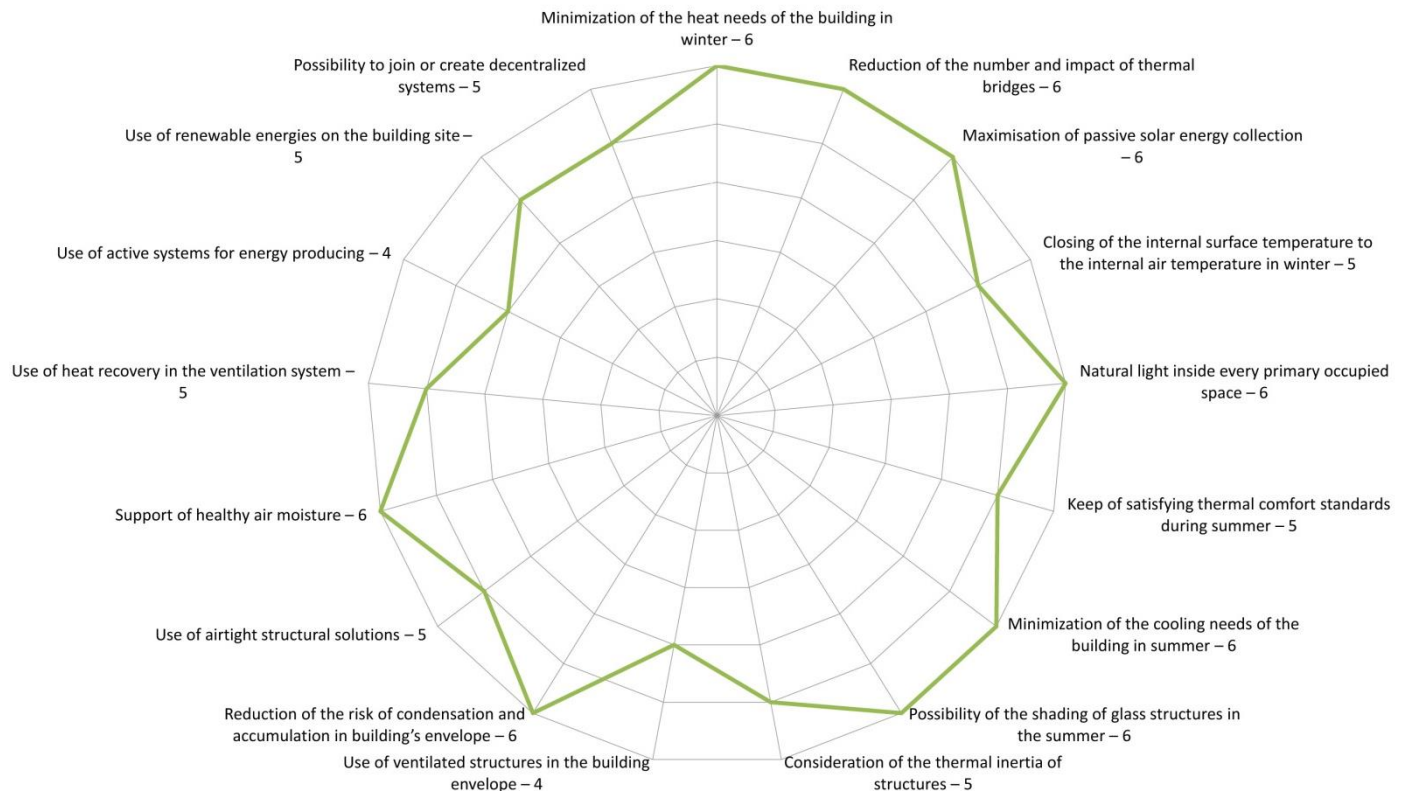 Minimization of the heat needs of the building in
winter – 6
Reduction of the number and impact of thermal
bridges – 6
Maximisation of passive solar energy collection
– 6
Closing of the internal surface temperature to
the internal air temperature in winter – 5
Natural light inside every primary occupied
space – 6
Keep of satisfying thermal comfort standards
during summer – 5
Minimization of the cooling needs of the
building in summer – 6
Possibility of the shading of glass structures in
the summer – 6
Consideration of the thermal inertia of
structures – 5
Use of ventilated structures in the building
envelope – 4
Reduction of the risk of condensation and
accumulation in building's envelope – 6
Use of airtight structural solutions – 5
Support of healthy air moisture – 6
Use of heat recovery in the ventilation system –
5
Use of active systems for energy producing – 4
Use of renewable energies on the building site –
5
Possibility to join or create decentralized
systems – 5